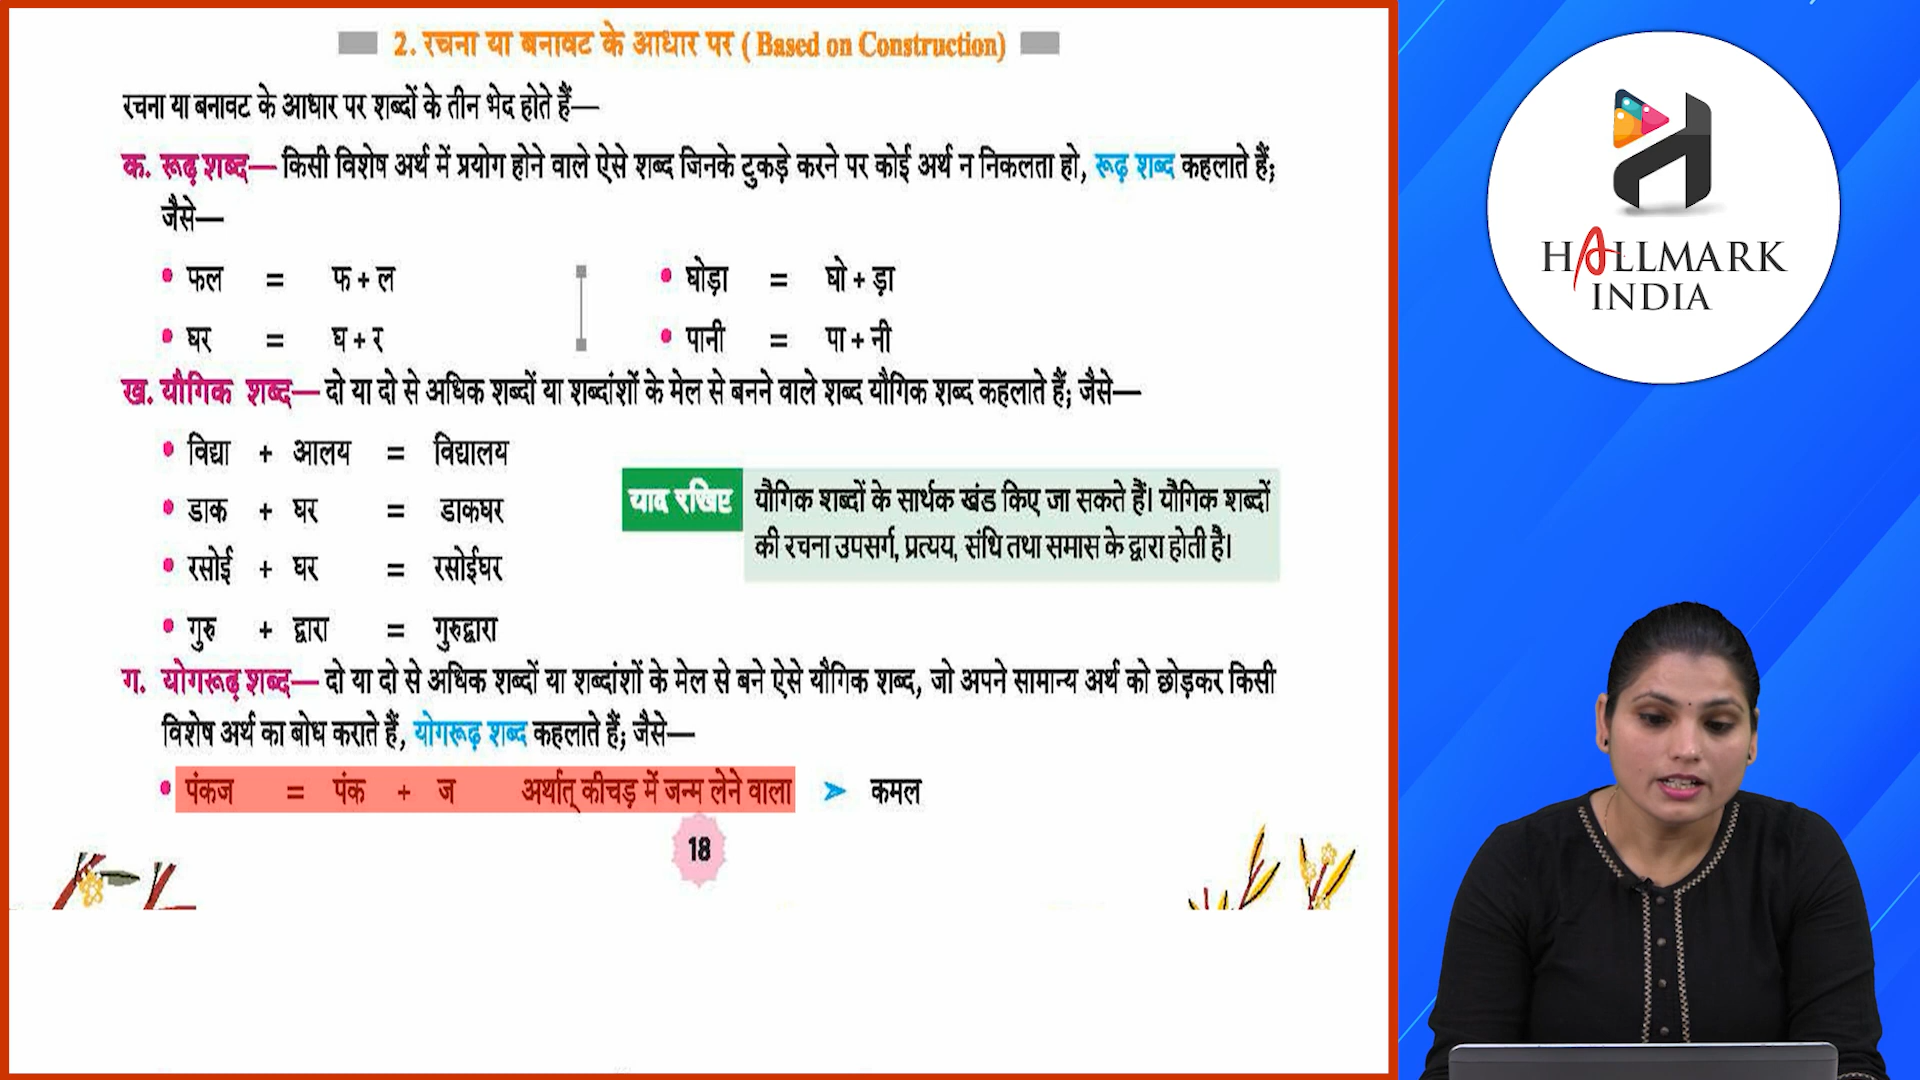 2. रचना या बनावट के आधार पर ( Based on Construction)
रचना या बनावट के आधार पर शब्दों के तीन भेद होते हैं—
क. रूढ़ शब्द— किसी विशेष अर्थ में प्रयोग होने वाले ऐसे शब्द जिनके टुकड़े करने पर कोई अर्थ न निकलता हो, रूढ़ शब्द कहलाते हैं;
जैसे—
• फल = फ + ल • घोड़ा = घो + ड़ा
• घर = घ + र • पानी = पा + नी
ख. यौगिक शब्द— दो या दो से अधिक शब्दों या शब्दांशों के मेल से बनने वाले शब्द यौगिक शब्द कहलाते हैं; जैसे—
• विद्या + आलय = विद्यालय
• डाक + घर = डाकघर
• रसोई + घर = रसोईघर
• गुरु + द्वारा = गुरुद्वारा
याद रखिए
यौगिक शब्दों के सार्थक खंड किए जा सकते हैं। यौगिक शब्दों
की रचना उपसर्ग, प्रत्यय, संधि तथा समास के द्वारा होती है।
ग. योगरूढ़ शब्द— दो या दो से अधिक शब्दों या शब्दांशों के मेल से बने ऐसे यौगिक शब्द, जो अपने सामान्य अर्थ को छोड़कर किसी
विशेष अर्थ का बोध कराते हैं, योगरूढ़ शब्द कहलाते हैं; जैसे—
• पंकज = पंक + ज अर्थात् कीचड़ में जन्म लेने वाला ➤ कमल
18
HALLMARK
INDIA